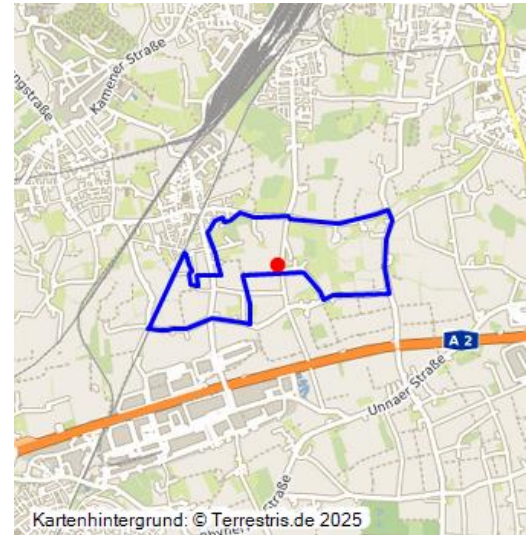 Kamener Straße
ngstraße
A 2
Unnaer Straße
Straße
Kartenhintergrund: © Terrestris.de 2025